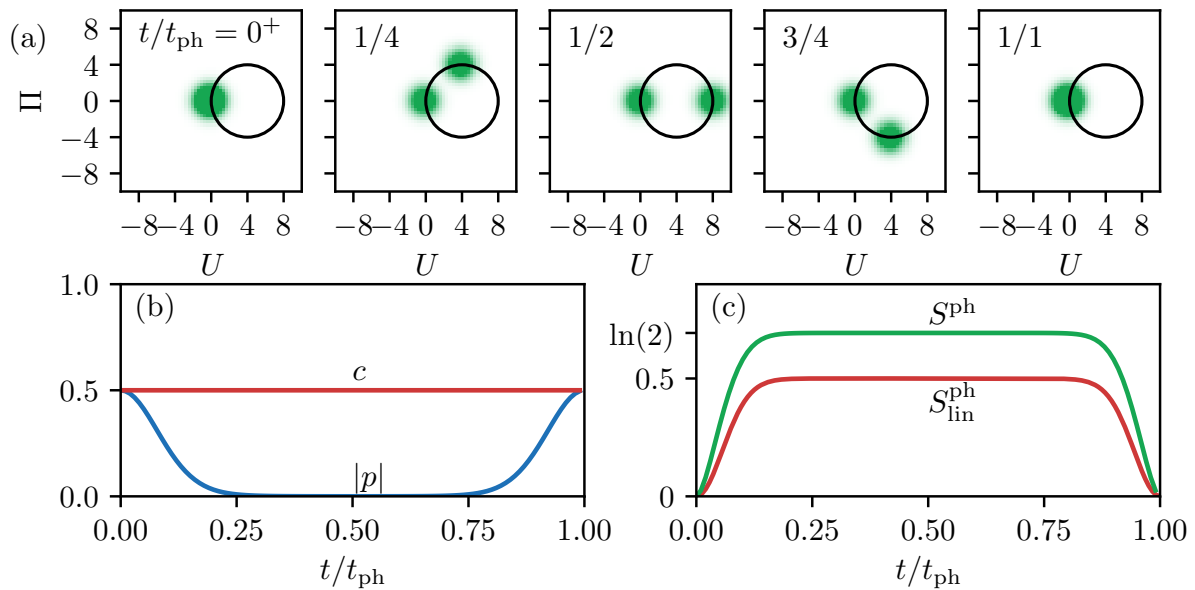 (a)
t/t_ph = 0⁺ 1/4 1/2 3/4 1/1
Π
8
4
0
−4
−8
−8 −4 0 4 8 −8 −4 0 4 8 −8 −4 0 4 8 −8 −4 0 4 8 −8 −4 0 4 8
U U U U U
(b)
1.0
0.5
0.0
c
|p|
0.00 0.25 0.50 0.75 1.00
t/t_ph
(c)
ln(2)
0.5
0
S^ph
S^ph_lin
0.00 0.25 0.50 0.75 1.00
t/t_ph